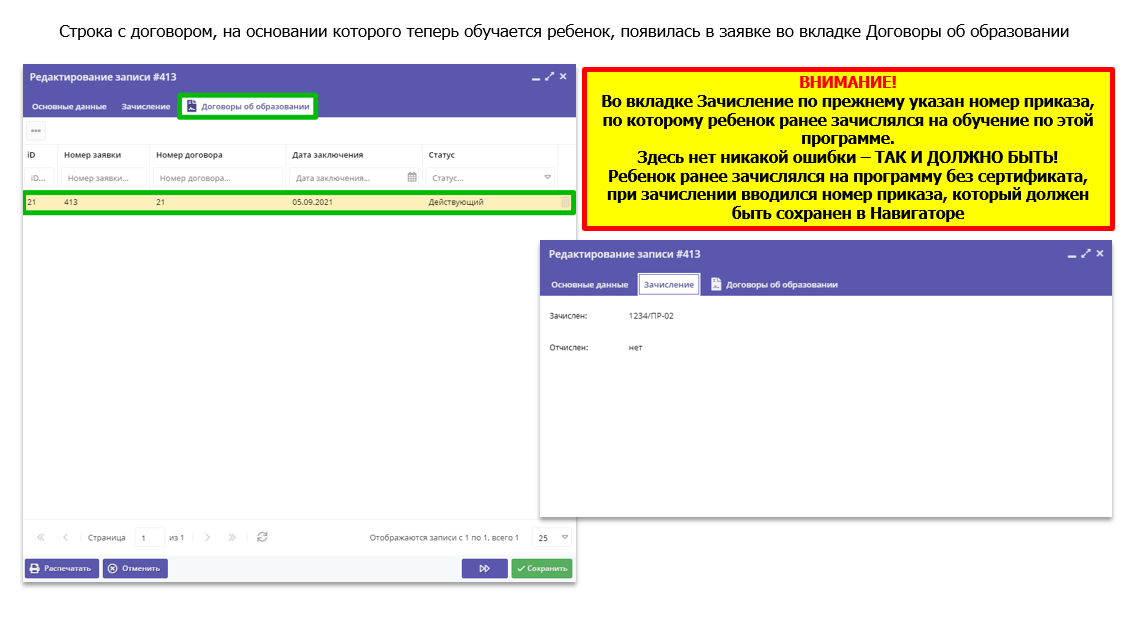 Строка с договором, на основании которого теперь обучается ребенок, появилась в заявке во вкладке Договоры об образовании
Редактирование записи #413
Основные данные Зачисление Договоры об образовании
iD Номер заявки Номер договора Дата заключения Статус
iD... Номер заявки... Номер договора... Дата заключения... Статус...
21 413 21 05.09.2021 Действующий
Страница 1 из 1 Отображаются записи с 1 по 1, всего 1 25
Распечатать Отменить Сохранить
ВНИМАНИЕ!
Во вкладке Зачисление по прежнему указан номер приказа,
по которому ребенок ранее зачислялся на обучение по этой
программе.
Здесь нет никакой ошибки – ТАК И ДОЛЖНО БЫТЬ!
Ребенок ранее зачислялся на программу без сертификата,
при зачислении вводился номер приказа, который должен
быть сохранен в Навигаторе
Редактирование записи #413
Основные данные Зачисление Договоры об образовании
Зачислен: 1234/ПР-02
Отчислен: нет